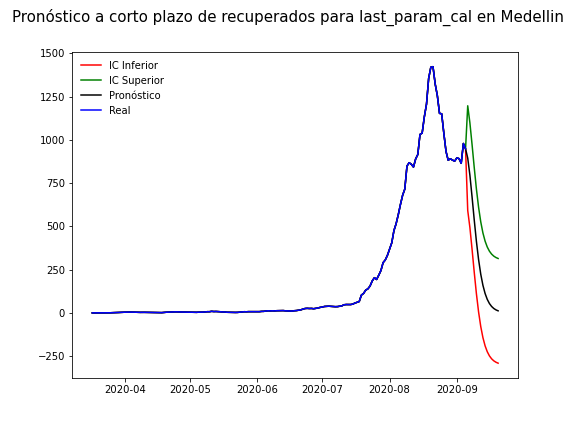 Pronóstico a corto plazo de recuperados para last_param_cal en Medellin
IC Inferior
IC Superior
Pronóstico
Real
1500
1250
1000
750
500
250
0
−250
2020-04
2020-05
2020-06
2020-07
2020-08
2020-09